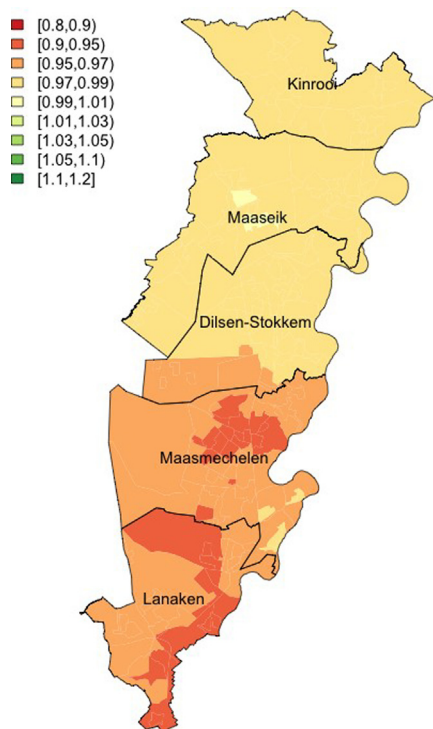 [0.8,0.9)
[0.9,0.95)
[0.95,0.97)
[0.97,0.99)
[0.99,1.01)
[1.01,1.03)
[1.03,1.05)
[1.05,1.1)
[1.1,1.2]
Kinrooi
Maaseik
Dilsen-Stokkem
Maasmechelen
Lanaken